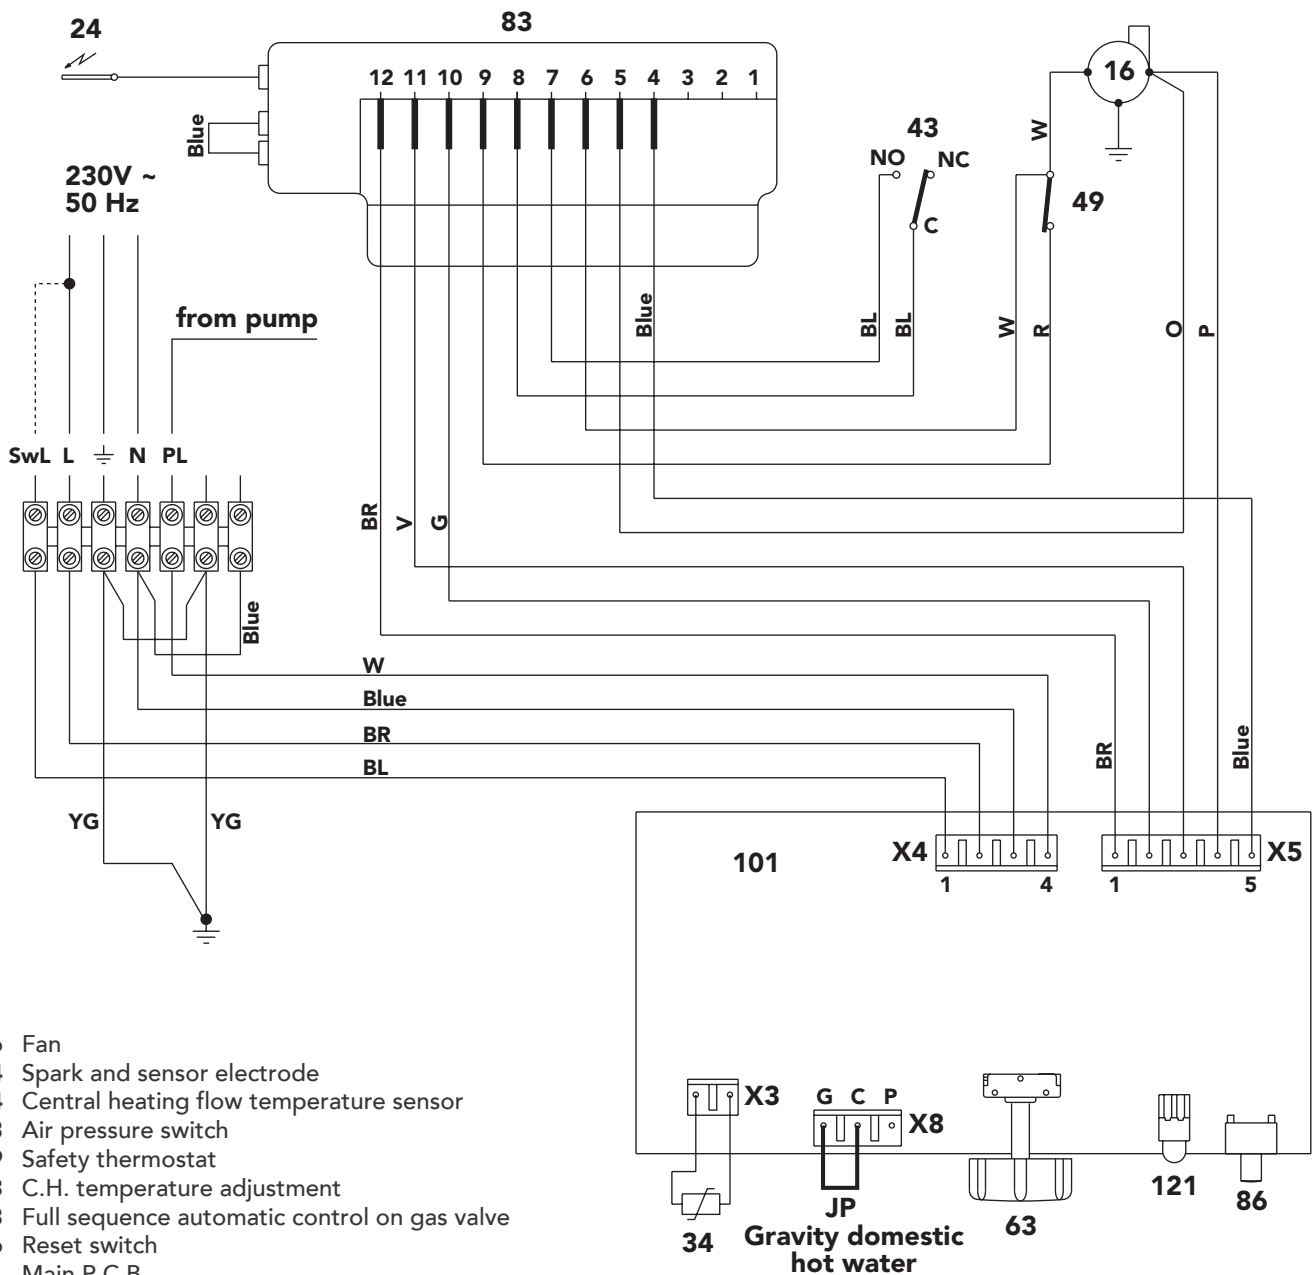 24
83
12 11 10 9 8 7 6 5 4 3 2 1
16
Blue
43
NO
NC
C
W
49
230V ~
50 Hz
from pump
Blue
BL
BL
W
R
O
P
SwL L N PL
BR
V
G
Blue
W
Blue
BR
BL
BR
Blue
YG
YG
101
X4
1
4
X5
1
5
X3
G C P
X8
JP
Gravity domestic
hot water
34
63
121
86
Fan
Spark and sensor electrode
Central heating flow temperature sensor
Air pressure switch
Safety thermostat
C.H. temperature adjustment
Full sequence automatic control on gas valve
Reset switch
Main P.C.B.